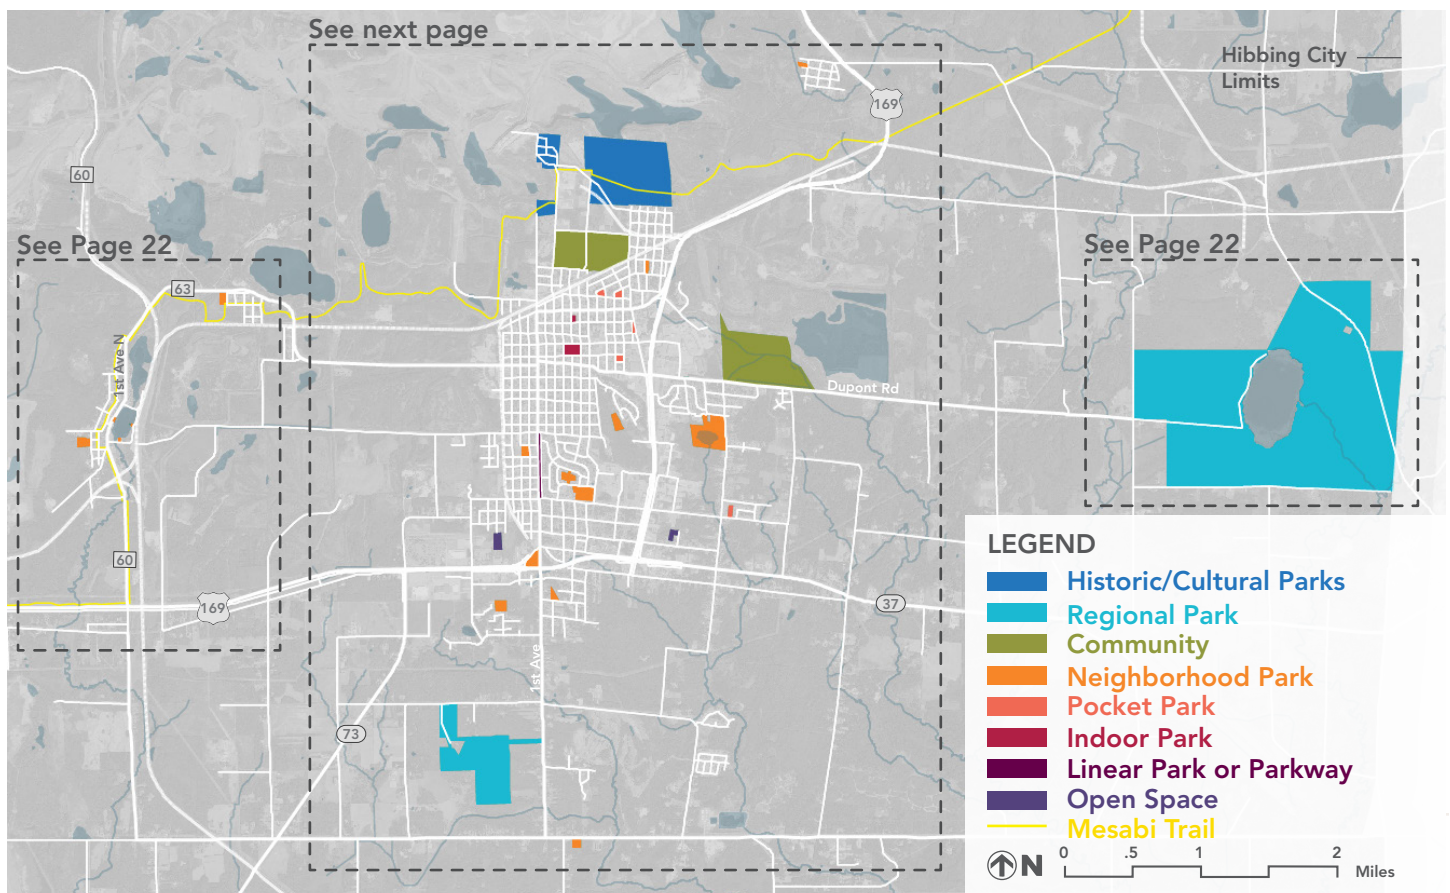 See next page
Hibbing City
Limits
169
60
See Page 22
See Page 22
63
1st Ave N
Dupont Rd
60
169
37
1st Ave
73
LEGEND
Historic/Cultural Parks
Regional Park
Community
Neighborhood Park
Pocket Park
Indoor Park
Linear Park or Parkway
Open Space
Mesabi Trail
N
0 .5 1 2
Miles